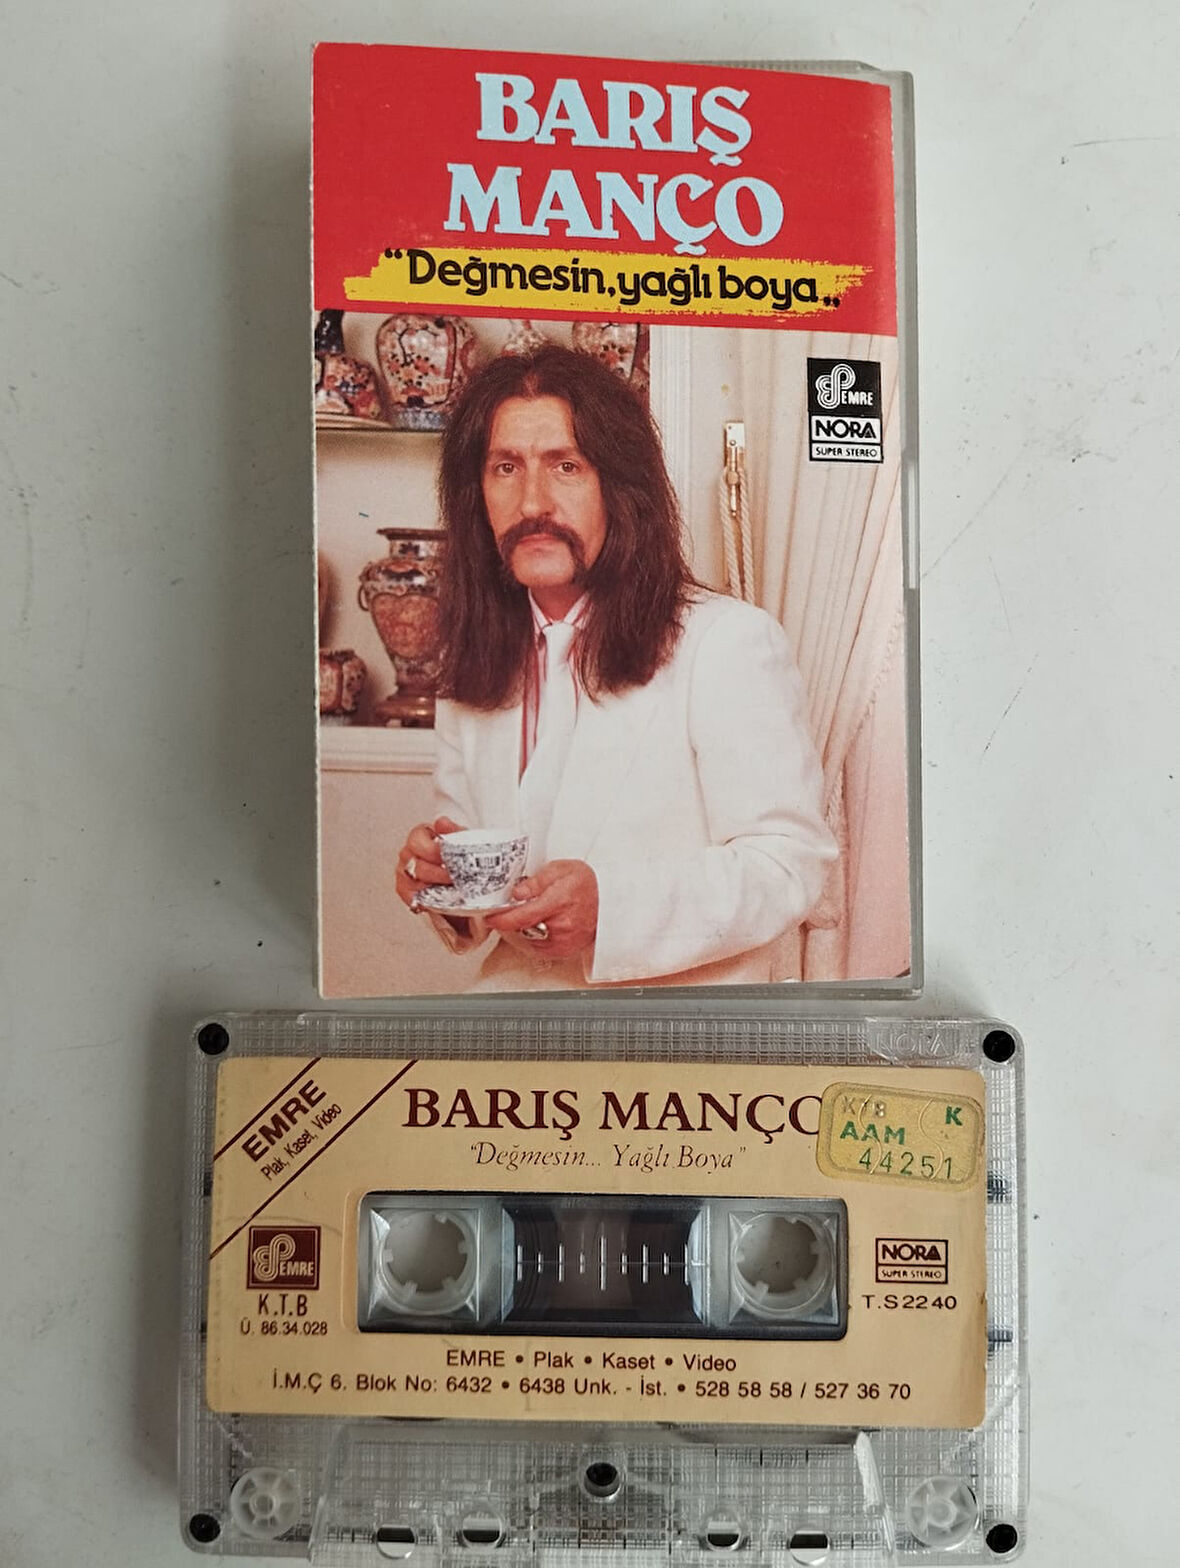 BARIŞ
MANÇO
“Değmesin.,yağlı boya„
EMRE
NORA
SUPER STEREO
NORA
EMRE
Plak, Kaset, Video
BARIŞ MANÇO
"Değmesin... Yağlı Boya"
K
AAM
44251
EMRE
K.T.B
Ü. 86.34.028
NORA
SUPER STEREO
T.S2240
EMRE • Plak • Kaset • Video
İ.M.Ç 6. Blok No: 6432 • 6438 Unk. - İst. • 528 58 58 / 527 36 70